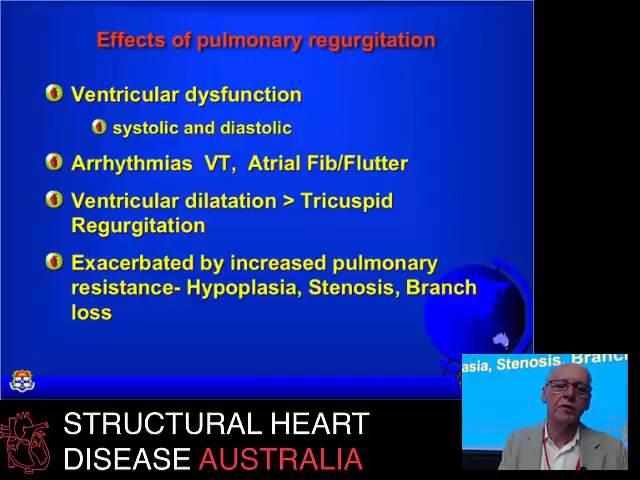 Effects of pulmonary regurgitation
Ventricular dysfunction
systolic and diastolic
Arrhythmias VT, Atrial Fib/Flutter
Ventricular dilatation > Tricuspid
Regurgitation
Exacerbated by increased pulmonary
resistance- Hypoplasia, Stenosis, Branch
loss
asia, Stenosis, Branch
STRUCTURAL HEART
DISEASE AUSTRALIA